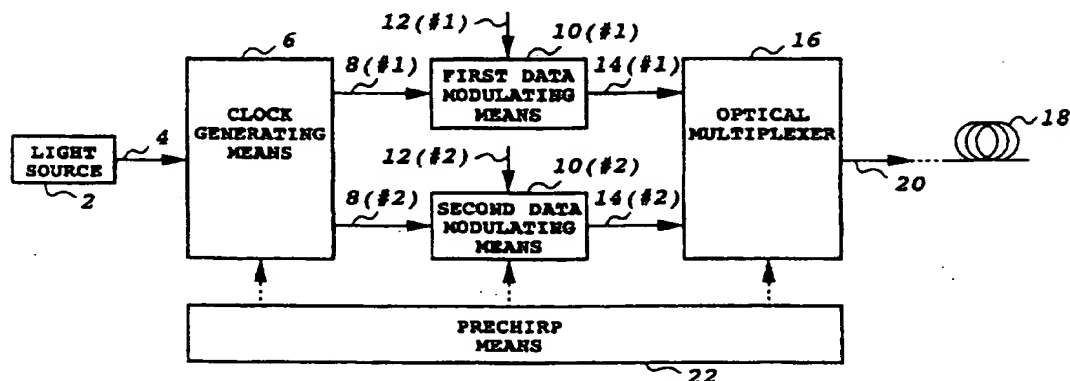 12(#1)
6
10(#1)
16
8(#1)
FIRST DATA
MODULATING
MEANS
14(#1)
CLOCK
GENERATING
MEANS
OPTICAL
MULTIPLEXER
18
LIGHT
SOURCE
4
2
12(#2)
10(#2)
20
8(#2)
SECOND DATA
MODULATING
MEANS
14(#2)
PRECHIRP
MEANS
22